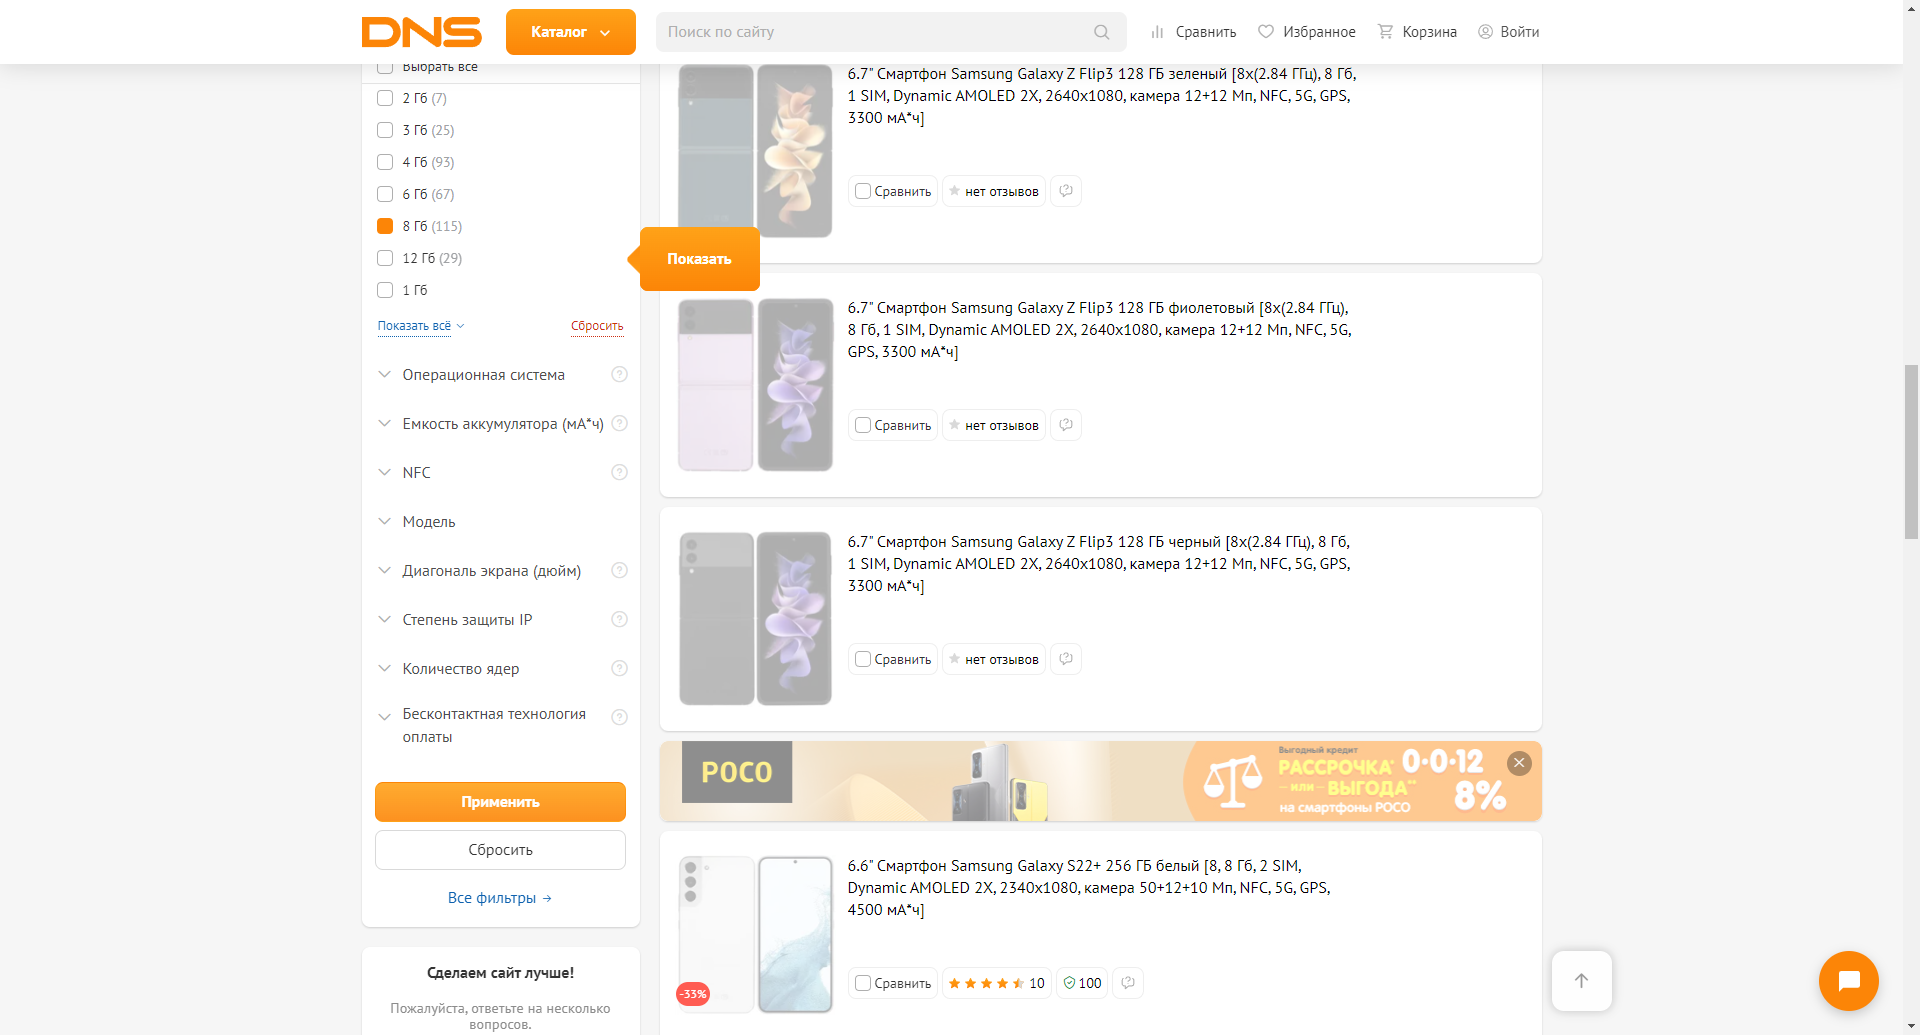 DNS
Каталог
Поиск по сайту
Сравнить
Избранное
Корзина
Войти
Выбрать все
2 Гб (7)
3 Гб (25)
4 Гб (93)
6 Гб (67)
8 Гб (115)
12 Гб (29)
1 Гб
Показать всё
Сбросить
Показать
Операционная система
Емкость аккумулятора (мА*ч)
NFC
Модель
Диагональ экрана (дюйм)
Степень защиты IP
Количество ядер
Бесконтактная технология
оплаты
Применить
Сбросить
Все фильтры →
Сделаем сайт лучше!
Пожалуйста, ответьте на несколько
вопросов.
6.7" Смартфон Samsung Galaxy Z Flip3 128 ГБ зеленый [8x(2.84 ГГц), 8 Гб,
1 SIM, Dynamic AMOLED 2X, 2640x1080, камера 12+12 Мп, NFC, 5G, GPS,
3300 мА*ч]
Сравнить
нет отзывов
6.7" Смартфон Samsung Galaxy Z Flip3 128 ГБ фиолетовый [8x(2.84 ГГц),
8 Гб, 1 SIM, Dynamic AMOLED 2X, 2640x1080, камера 12+12 Мп, NFC, 5G,
GPS, 3300 мА*ч]
Сравнить
нет отзывов
6.7" Смартфон Samsung Galaxy Z Flip3 128 ГБ черный [8x(2.84 ГГц), 8 Гб,
1 SIM, Dynamic AMOLED 2X, 2640x1080, камера 12+12 Мп, NFC, 5G, GPS,
3300 мА*ч]
Сравнить
нет отзывов
POCO
Выгодный кредит
РАССРОЧКА* 0-0-12
или ВЫГОДА** 8%
на смартфоны POCO
6.6" Смартфон Samsung Galaxy S22+ 256 ГБ белый [8, 8 Гб, 2 SIM,
Dynamic AMOLED 2X, 2340x1080, камера 50+12+10 Мп, NFC, 5G, GPS,
4500 мА*ч]
-33%
Сравнить
10
100